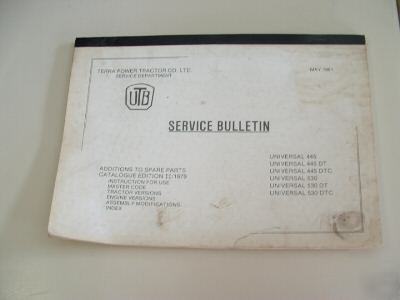 TERRA POWER TRACTOR CO. LTE.
SERVICE DEPARTMENT
MAY 1981
UTB
SERVICE BULLETIN
ADDITIONS TO SPARE PARTS
CATALOGUE EDITION II/1979
INSTRUCTION FOR USE
MASTER CODE
TRACTOR VERSIONS
ENGINE VERSIONS
ASSEMBLY MODIFICATIONS
INDEX
UNIVERSAL 445
UNIVERSAL 445 DT
UNIVERSAL 445 DTC
UNIVERSAL 530
UNIVERSAL 530 DT
UNIVERSAL 530 DTC